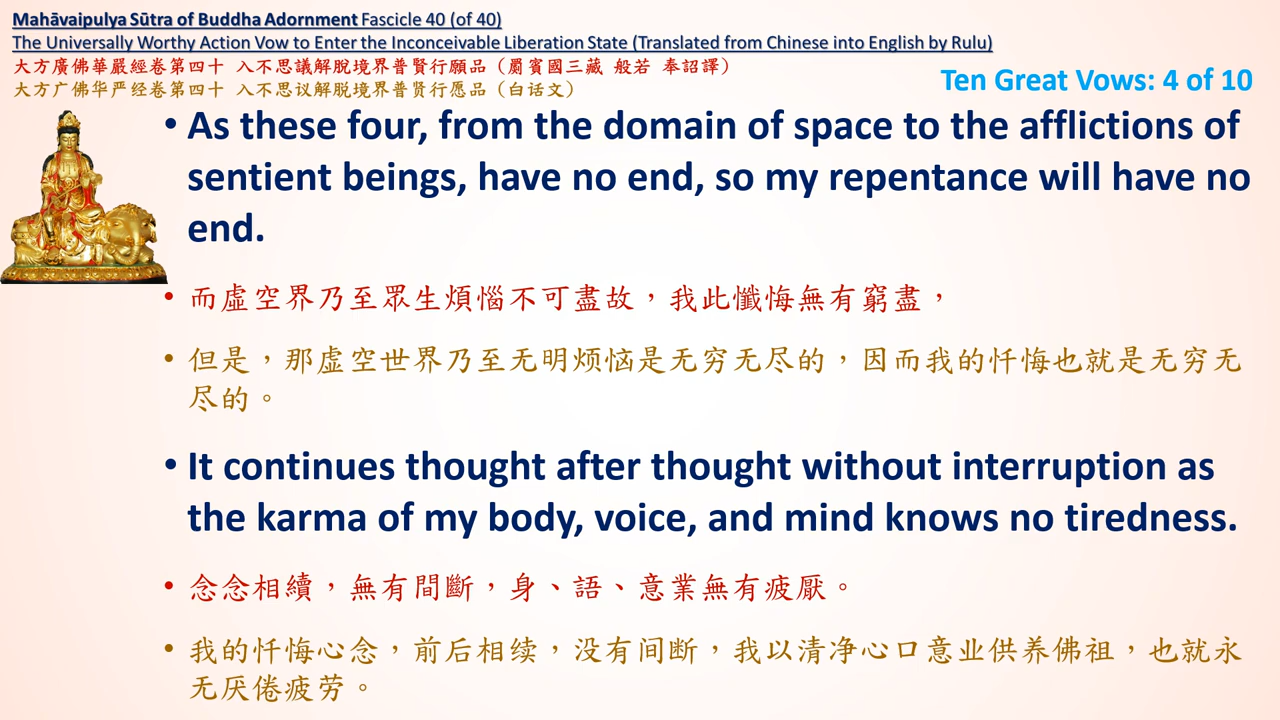 Mahāvaipulya Sūtra of Buddha Adornment Fascicle 40 (of 40)
The Universally Worthy Action Vow to Enter the Inconceivable Liberation State (Translated from Chinese into English by Rulu)
大方廣佛華嚴經卷第四十 入不思議解脫境界普賢行願品（罽賓國三藏 般若 奉詔譯）
大方广佛华严经卷第四十 入不思议解脱境界普贤行愿品（白话文）
Ten Great Vows: 4 of 10
• As these four, from the domain of space to the afflictions of
sentient beings, have no end, so my repentance will have no
end.
• 而虛空界乃至眾生煩惱不可盡故，我此懺悔無有窮盡，
• 但是，那虚空世界乃至无明烦恼是无穷无尽的，因而我的忏悔也就是无穷无
尽的。
• It continues thought after thought without interruption as
the karma of my body, voice, and mind knows no tiredness.
• 念念相續，無有間斷，身、語、意業無有疲厭。
• 我的忏悔心念，前后相续，没有间断，我以清净心口意业供养佛祖，也就永
无厌倦疲劳。